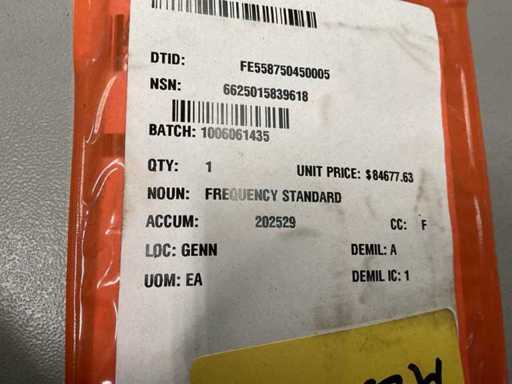 DTID: FE558750450005
NSN: 6625015839618
BATCH: 1006061435
QTY: 1 UNIT PRICE: $84677.63
NOUN: FREQUENCY STANDARD
ACCUM: 202529 CC: F
LOC: GENN DEMIL: A
UOM: EA DEMIL IC: 1